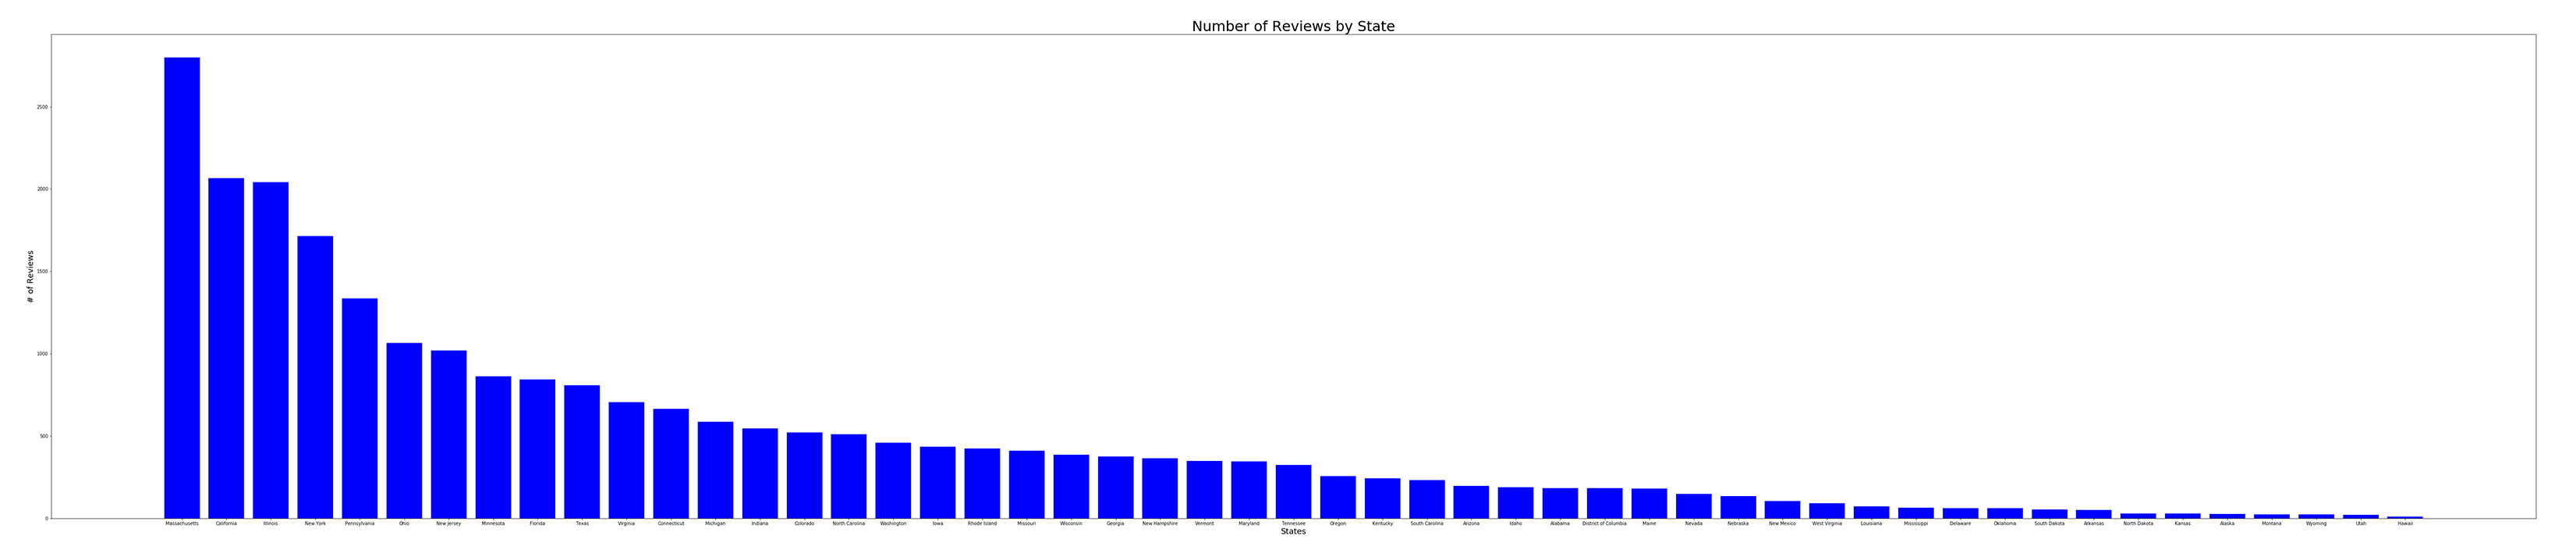 Number of Reviews by State
# of Reviews
2500
2000
1500
1000
500
0
Massachusetts California Illinois New York Pennsylvania Ohio New Jersey Minnesota Florida Texas Virginia Connecticut Michigan Indiana Colorado North Carolina Washington Iowa Rhode Island Missouri Wisconsin Georgia New Hampshire Vermont Maryland Tennessee Oregon Kentucky South Carolina Arizona Idaho Alabama District of Columbia Maine Nevada Nebraska New Mexico West Virginia Louisiana Mississippi Delaware Oklahoma South Dakota Arkansas North Dakota Kansas Alaska Montana Wyoming Utah Hawaii
States